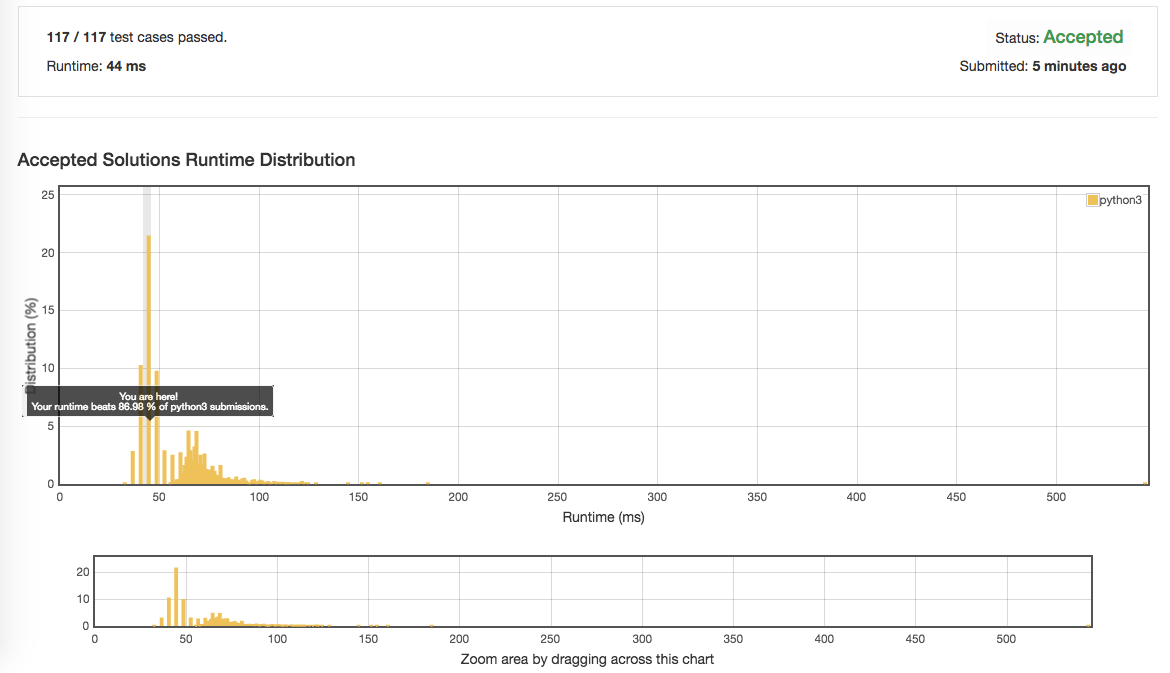 117 / 117 test cases passed.
Status: Accepted
Runtime: 44 ms
Submitted: 5 minutes ago
Accepted Solutions Runtime Distribution
python3
25
20
15
10
5
0
Distribution (%)
You are here!
Your runtime beats 86.98 % of python3 submissions.
0 50 100 150 200 250 300 350 400 450 500
Runtime (ms)
20
10
0
0 50 100 150 200 250 300 350 400 450 500
Zoom area by dragging across this chart